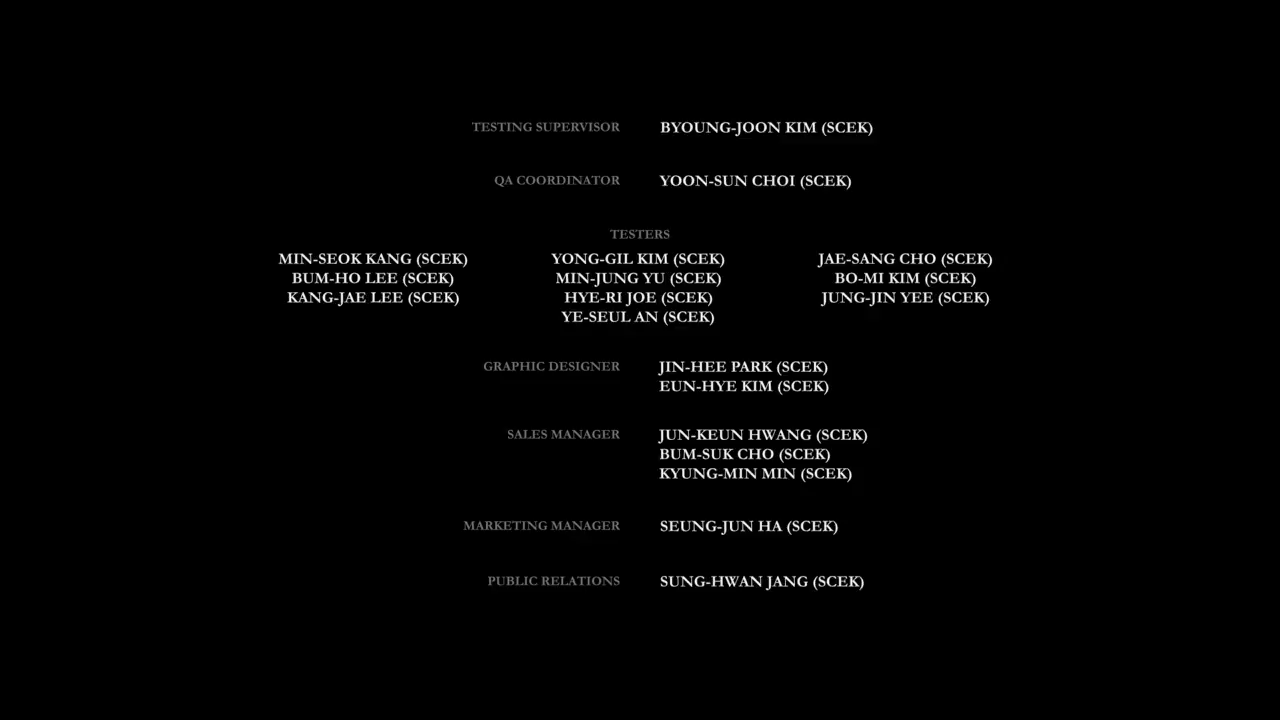 TESTING SUPERVISOR BYOUNG-JOON KIM (SCEK)
QA COORDINATOR YOON-SUN CHOI (SCEK)
TESTERS
MIN-SEOK KANG (SCEK) YONG-GIL KIM (SCEK) JAE-SANG CHO (SCEK)
BUM-HO LEE (SCEK) MIN-JUNG YU (SCEK) BO-MI KIM (SCEK)
KANG-JAE LEE (SCEK) HYE-RI JOE (SCEK) JUNG-JIN YEE (SCEK)
YE-SEUL AN (SCEK)
GRAPHIC DESIGNER JIN-HEE PARK (SCEK)
EUN-HYE KIM (SCEK)
SALES MANAGER JUN-KEUN HWANG (SCEK)
BUM-SUK CHO (SCEK)
KYUNG-MIN MIN (SCEK)
MARKETING MANAGER SEUNG-JUN HA (SCEK)
PUBLIC RELATIONS SUNG-HWAN JANG (SCEK)